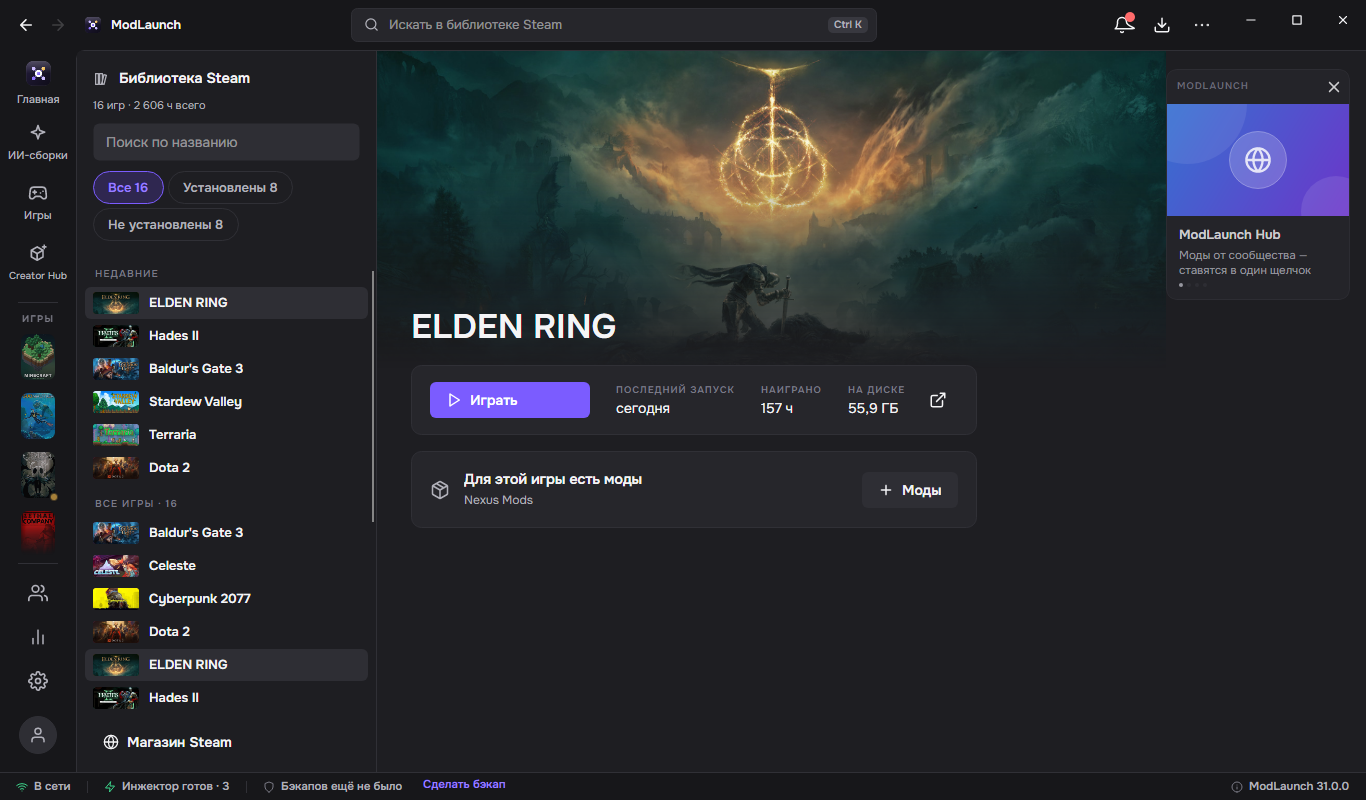 ModLaunch
Искать в библиотеке Steam
Ctrl K
Главная
ИИ-сборки
Игры
Creator Hub
ИГРЫ
MINECRAFT
LETHAL COMPANY
Библиотека Steam
16 игр · 2 606 ч всего
Поиск по названию
Все 16
Установлены 8
Не установлены 8
НЕДАВНИЕ
ELDEN RING
Hades II
Baldur's Gate 3
Stardew Valley
Terraria
Dota 2
ВСЕ ИГРЫ · 16
Baldur's Gate 3
Celeste
Cyberpunk 2077
Dota 2
ELDEN RING
Hades II
Магазин Steam
ELDEN RING
Играть
ПОСЛЕДНИЙ ЗАПУСК
сегодня
НАИГРАНО
157 ч
НА ДИСКЕ
55,9 ГБ
Для этой игры есть моды
Nexus Mods
Моды
MODLAUNCH
ModLaunch Hub
Моды от сообщества —
ставятся в один щелчок
В сети
Инжектор готов · 3
Бэкапов ещё не было
Сделать бэкап
ModLaunch 31.0.0